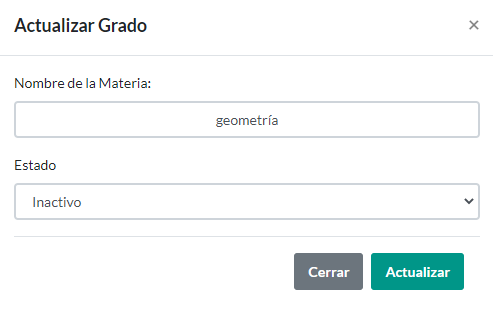 Actualizar Grado ×
Nombre de la Materia:
geometría
Estado
Inactivo
Cerrar Actualizar